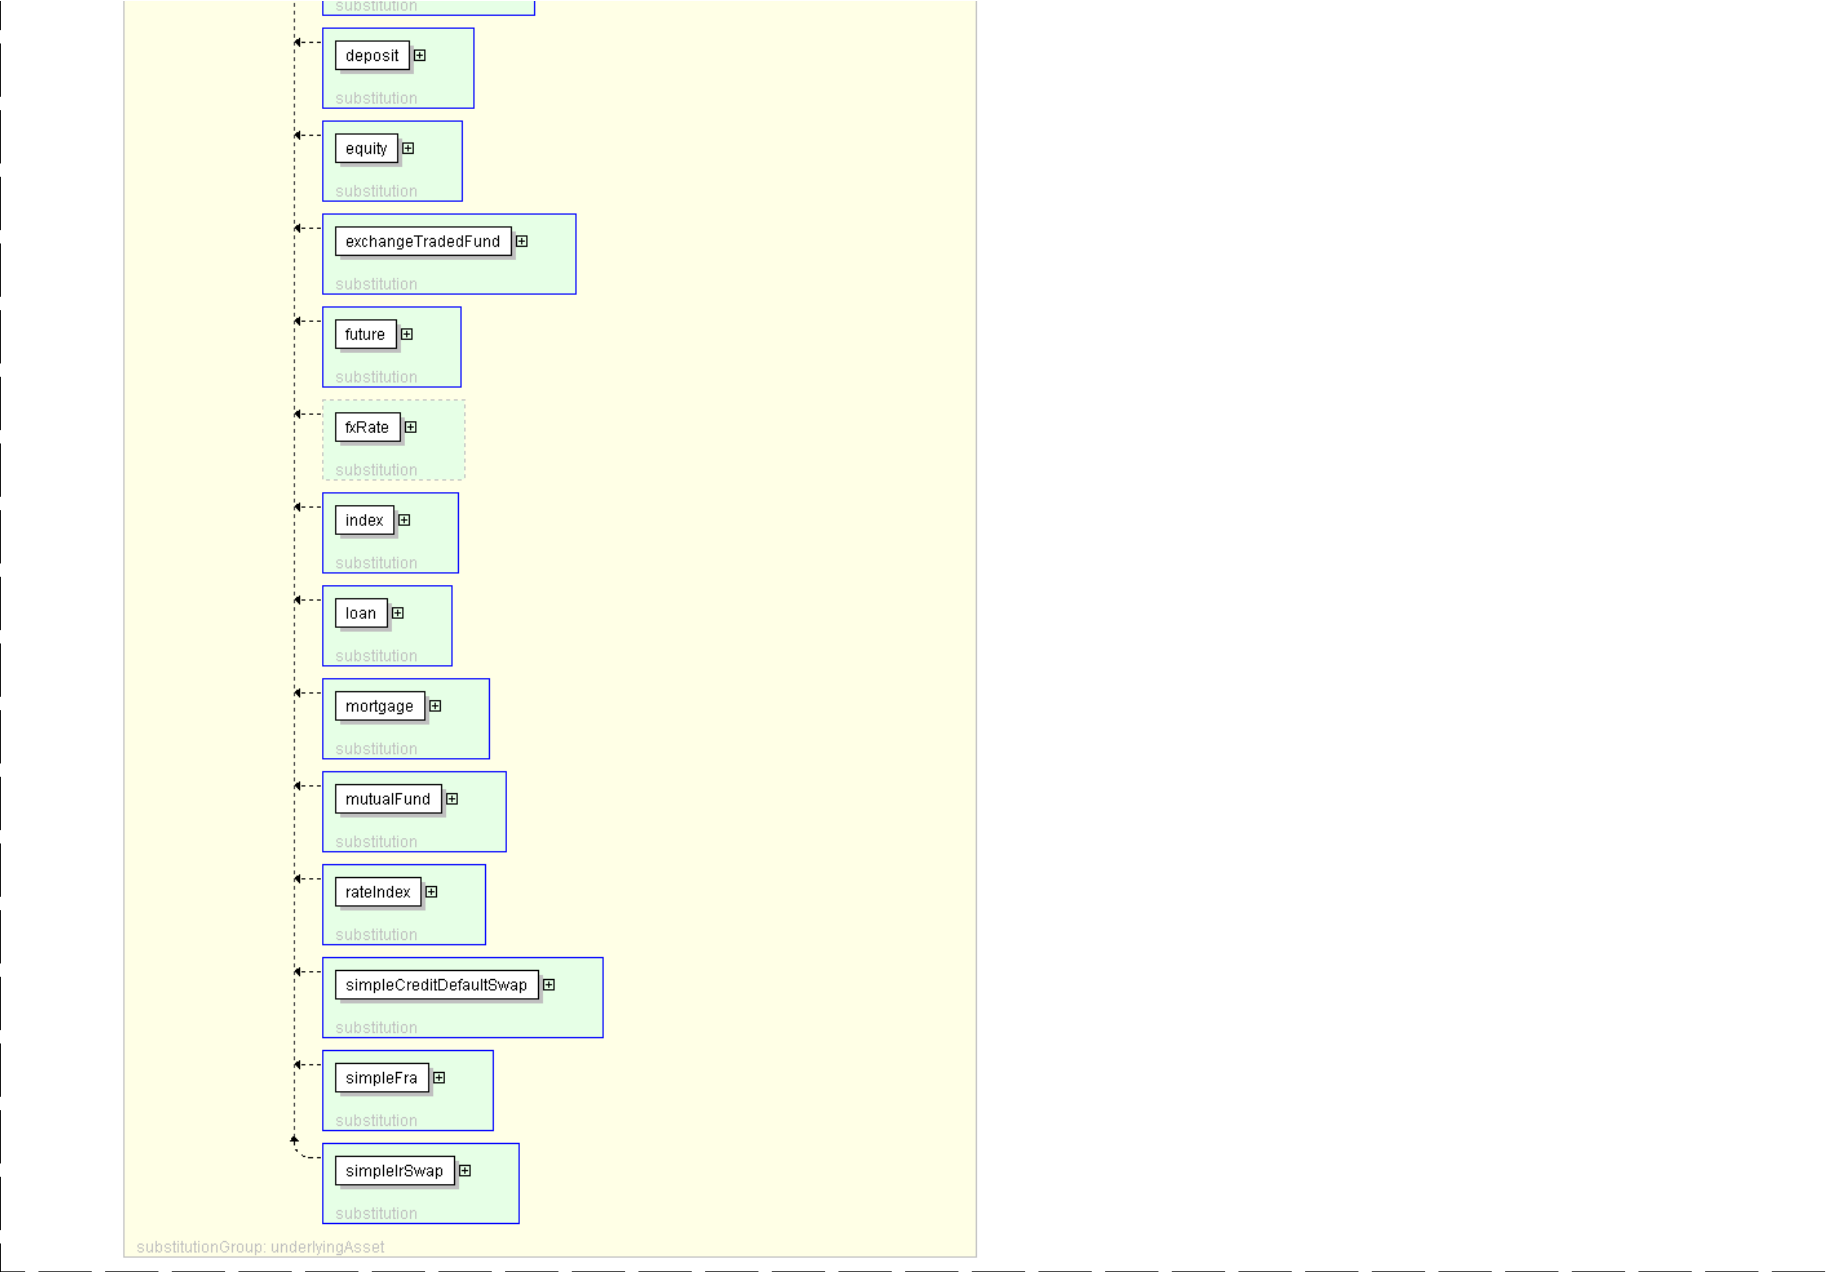 substitution
deposit
substitution
equity
substitution
exchangeTradedFund
substitution
future
substitution
fxRate
substitution
index
substitution
loan
substitution
mortgage
substitution
mutualFund
substitution
rateIndex
substitution
simpleCreditDefaultSwap
substitution
simpleFra
substitution
simpleIrSwap
substitution
substitutionGroup: underlyingAsset